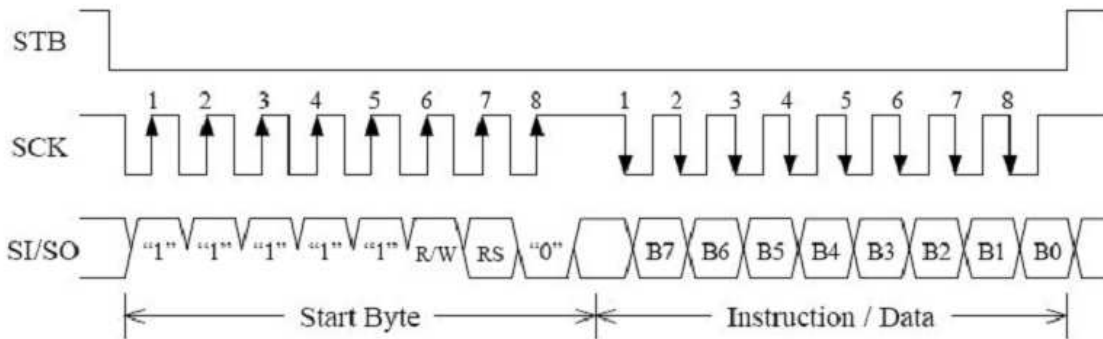 STB
1 2 3 4 5 6 7 8 1 2 3 4 5 6 7 8
SCK
SI/SO “1” “1” “1” “1” “1” R/W RS “0” B7 B6 B5 B4 B3 B2 B1 B0
Start Byte Instruction / Data